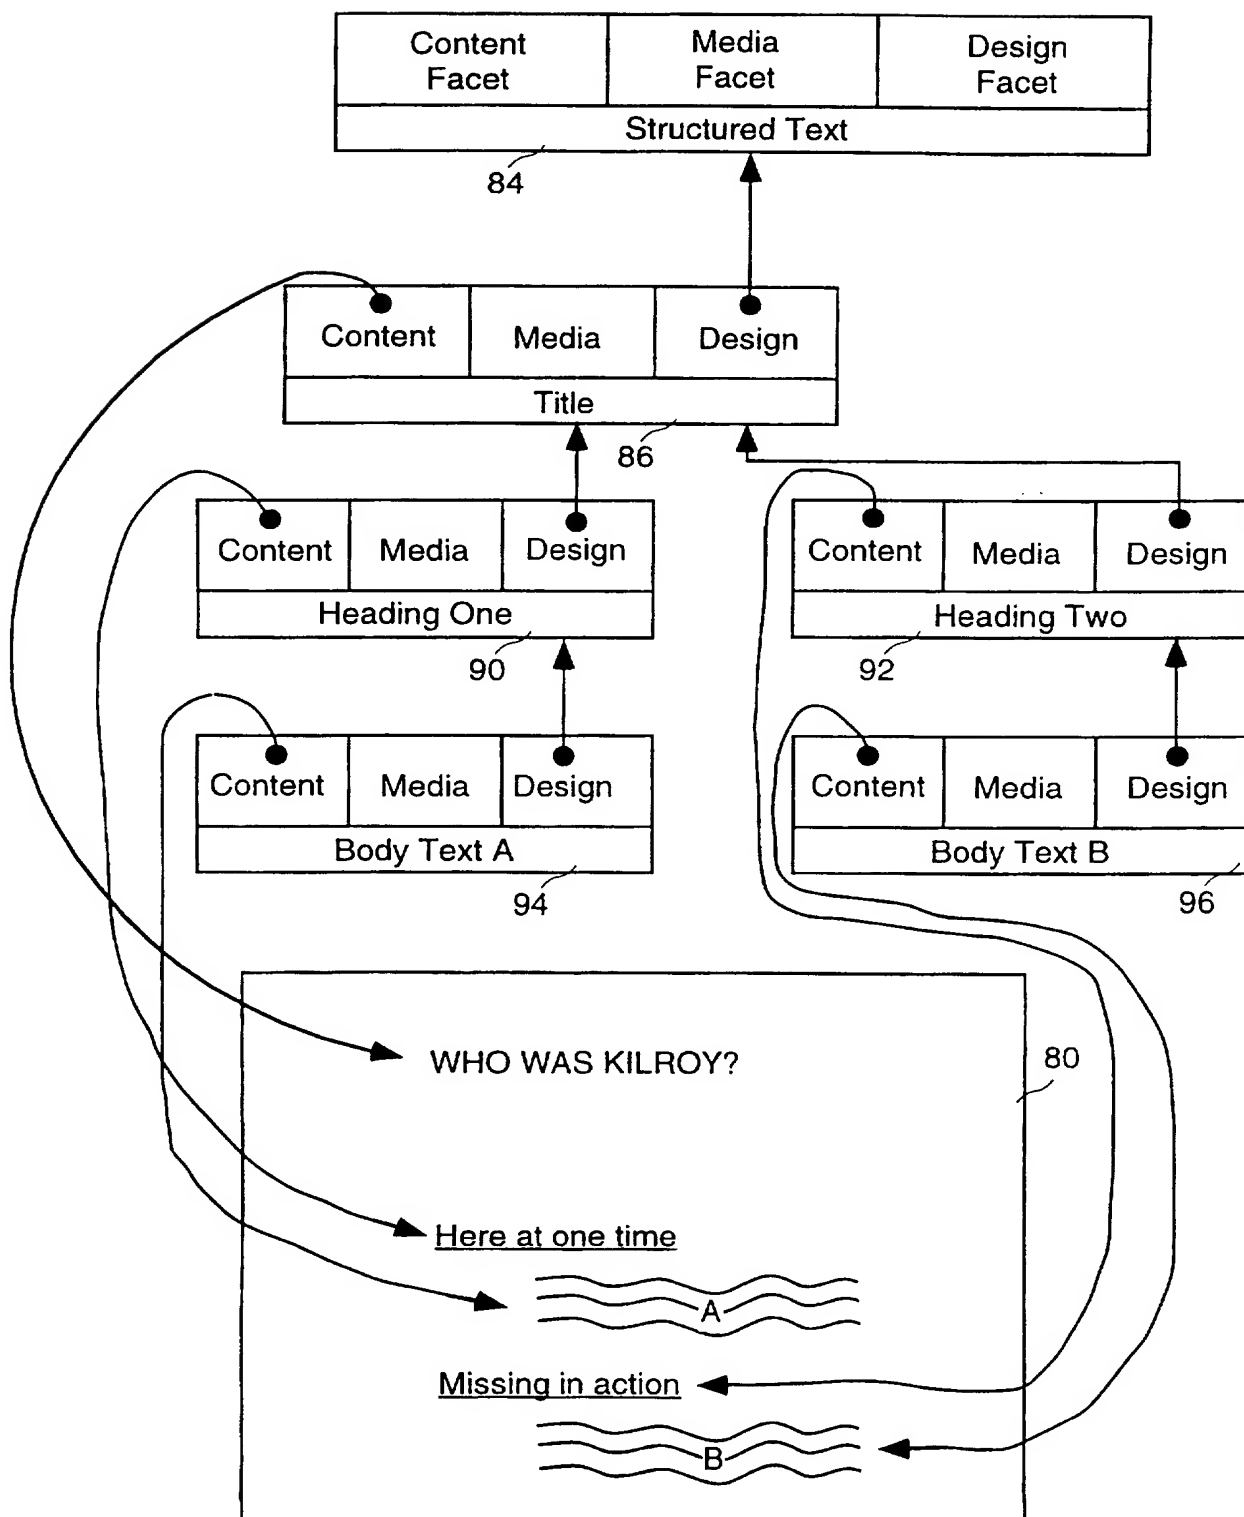 Content Facet
Media Facet
Design Facet
Structured Text
84
Content
Media
Design
Title
86
Content
Media
Design
Heading One
90
Content
Media
Design
Heading Two
92
Content
Media
Design
Body Text A
94
Content
Media
Design
Body Text B
96
WHO WAS KILROY?
80
Here at one time
A
Missing in action
B